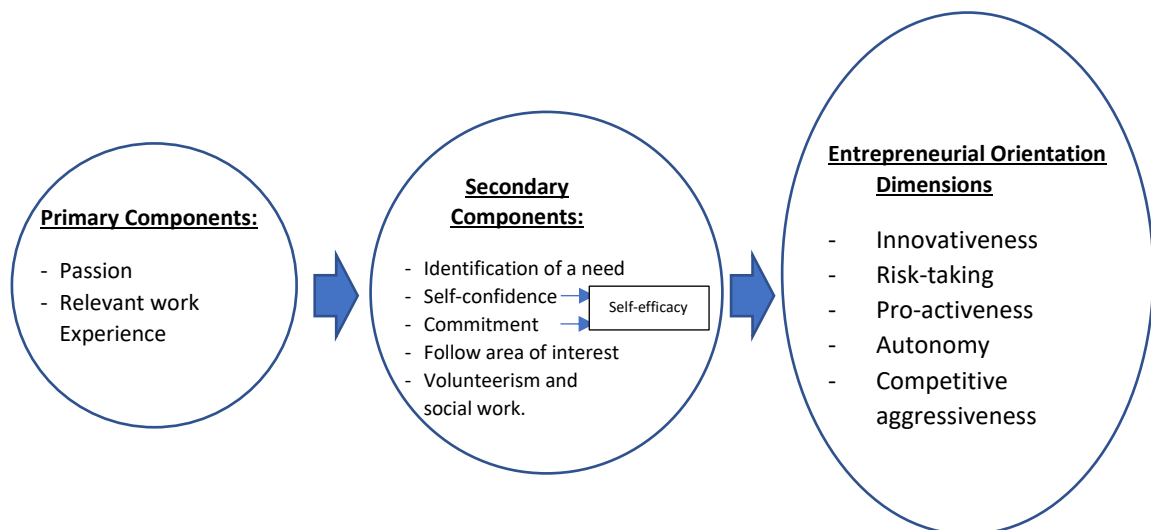 Primary Components:
- Passion
- Relevant work
Experience
Secondary
Components:
- Identification of a need
- Self-confidence
- Commitment
- Follow area of interest
- Volunteerism and
social work.
Self-efficacy
Entrepreneurial Orientation
Dimensions
- Innovativeness
- Risk-taking
- Pro-activeness
- Autonomy
- Competitive
aggressiveness